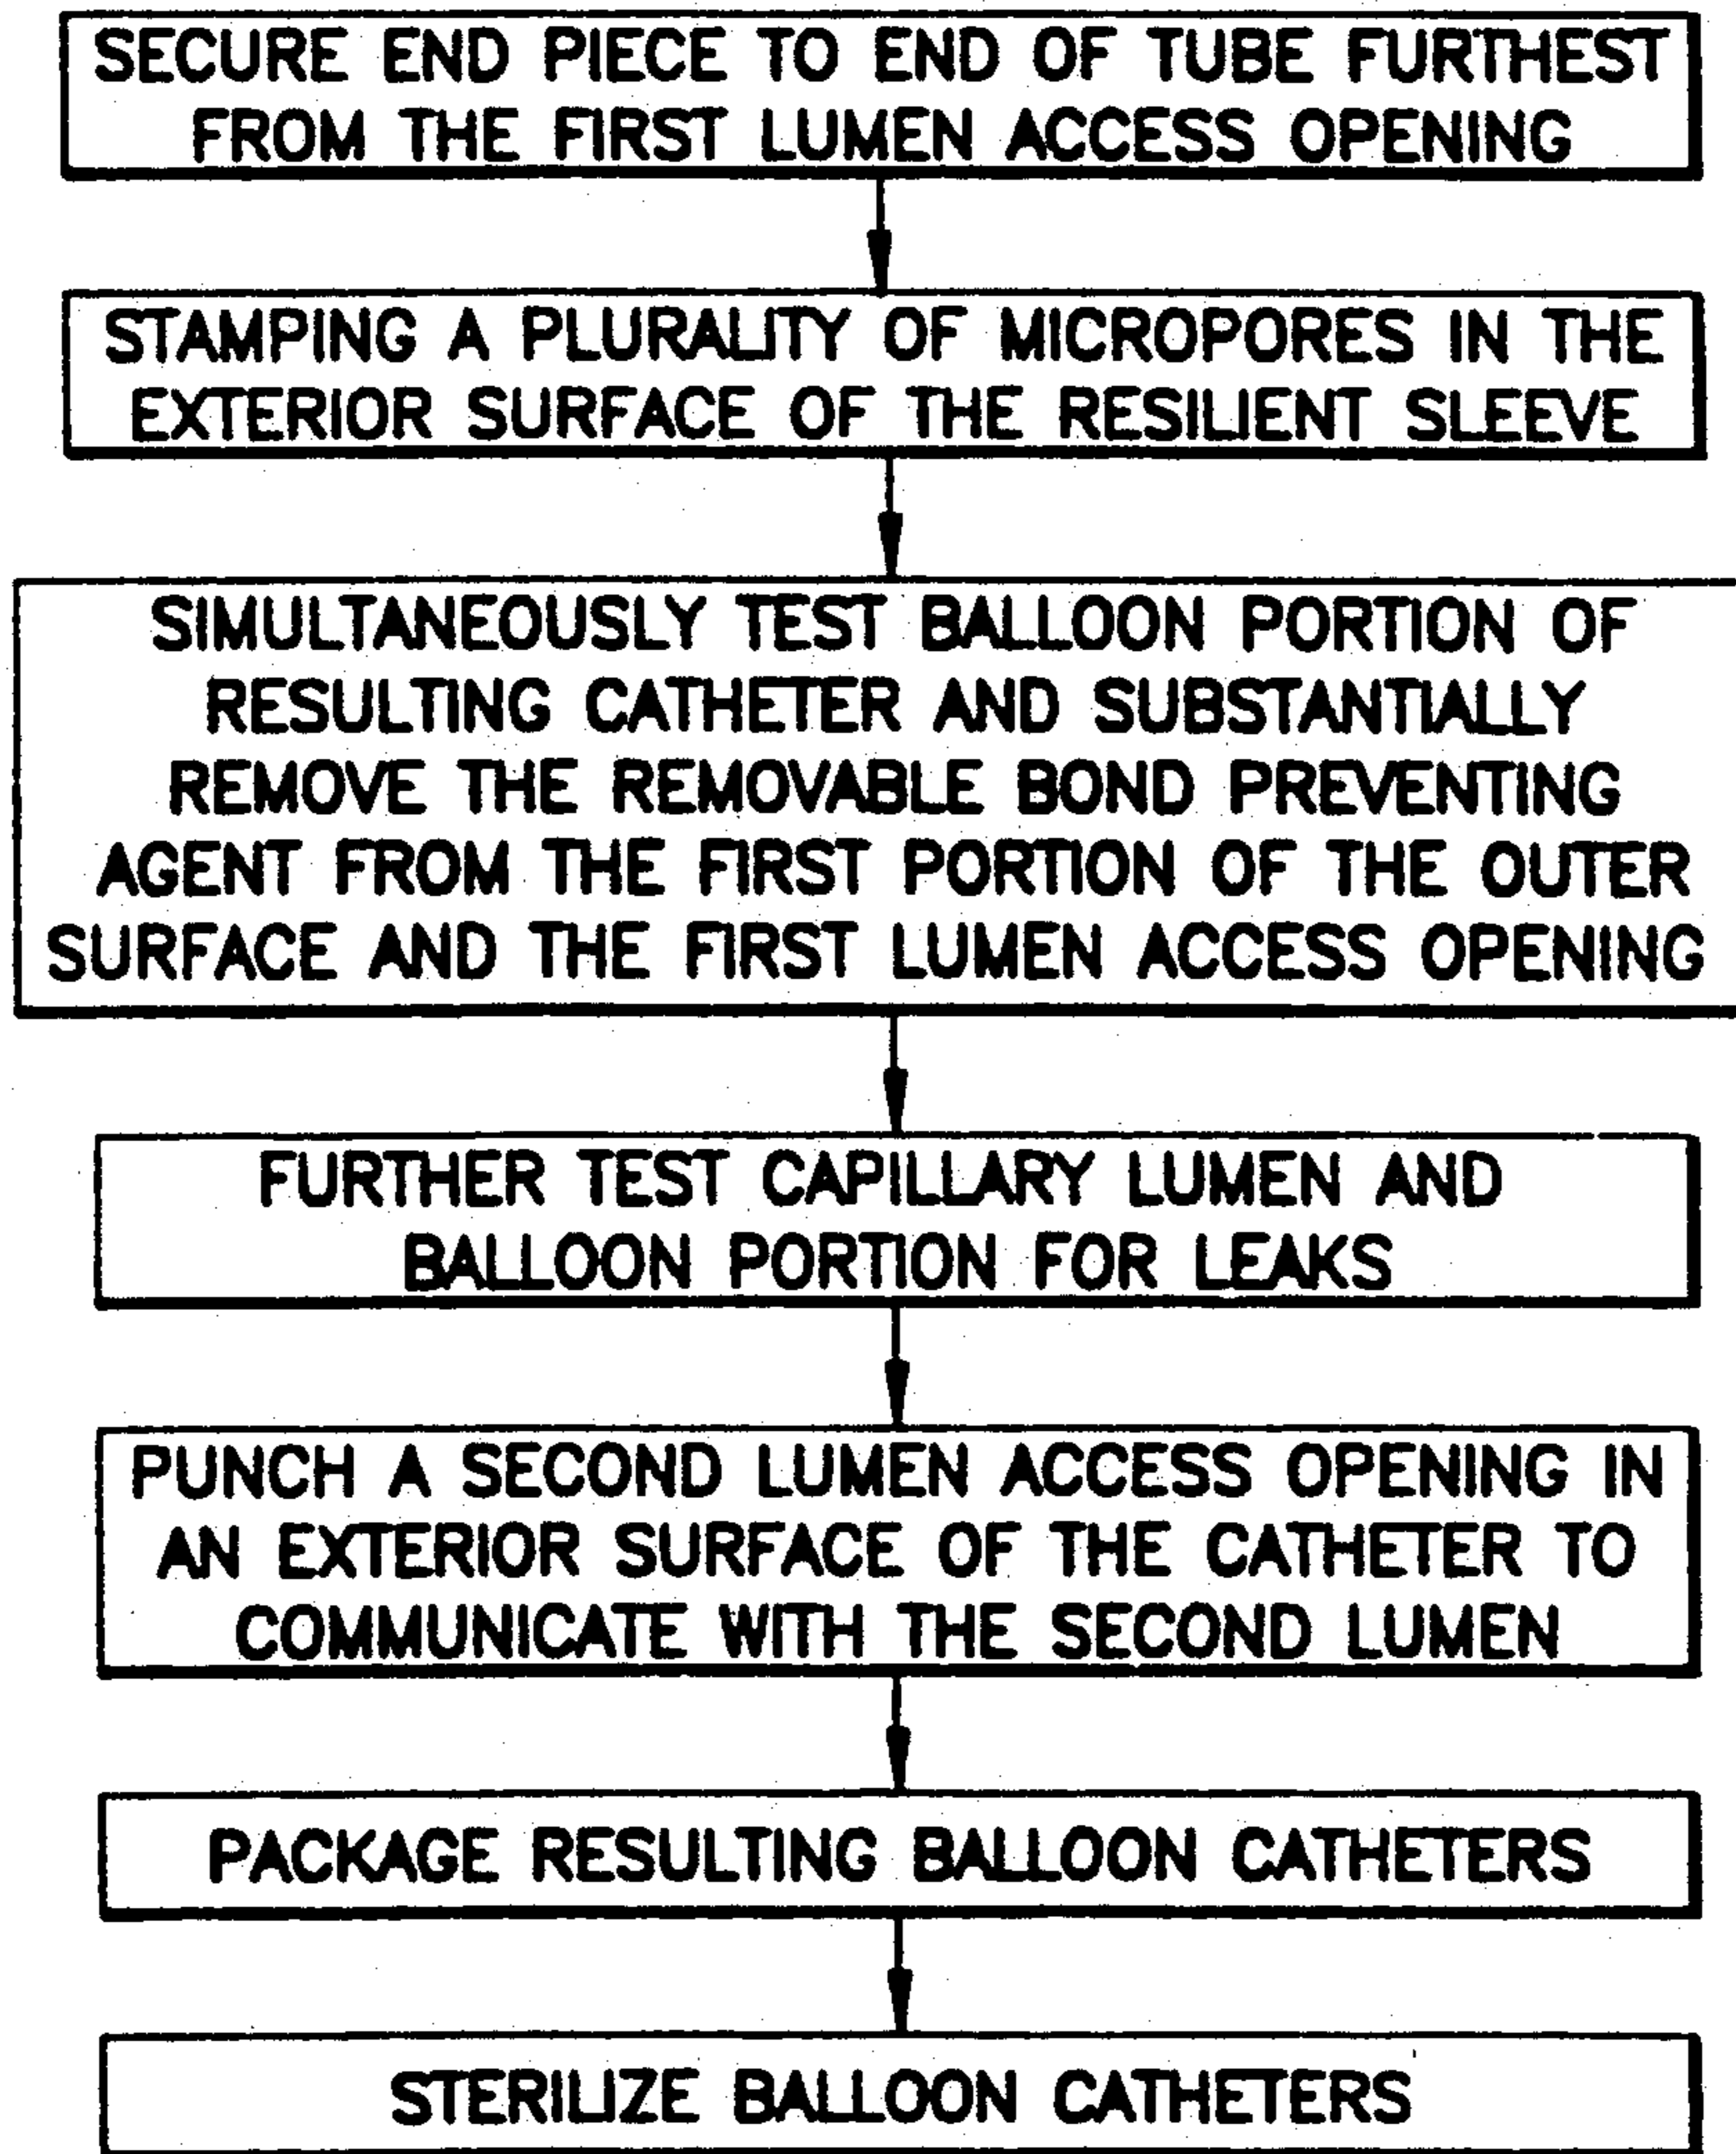 SECURE END PIECE TO END OF TUBE FURTHEST
FROM THE FIRST LUMEN ACCESS OPENING
STAMPING A PLURALITY OF MICROPORES IN THE
EXTERIOR SURFACE OF THE RESILIENT SLEEVE
SIMULTANEOUSLY TEST BALLOON PORTION OF
RESULTING CATHETER AND SUBSTANTIALLY
REMOVE THE REMOVABLE BOND PREVENTING
AGENT FROM THE FIRST PORTION OF THE OUTER
SURFACE AND THE FIRST LUMEN ACCESS OPENING
FURTHER TEST CAPILLARY LUMEN AND
BALLOON PORTION FOR LEAKS
PUNCH A SECOND LUMEN ACCESS OPENING IN
AN EXTERIOR SURFACE OF THE CATHETER TO
COMMUNICATE WITH THE SECOND LUMEN
PACKAGE RESULTING BALLOON CATHETERS
STERILIZE BALLOON CATHETERS